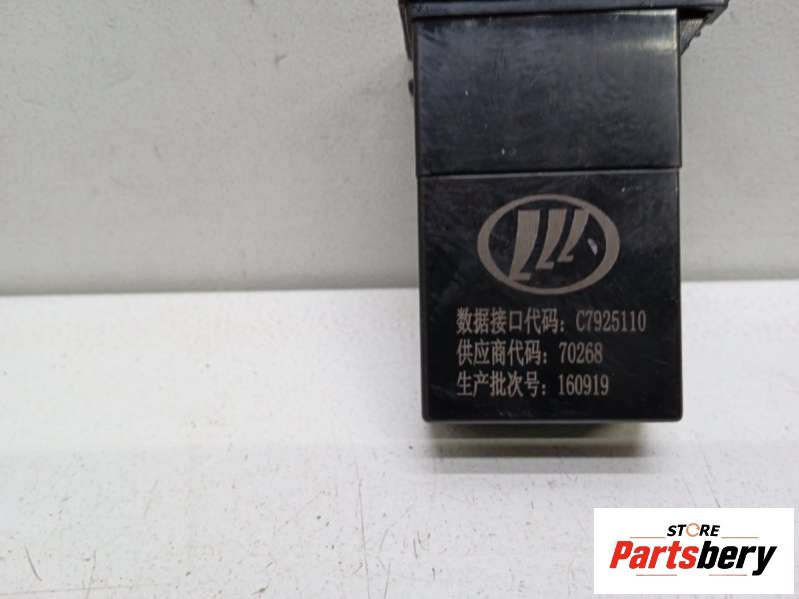 数据接口代码：C7925110
供应商代码：70268
生产批次号：160919
STORE
Partsbery